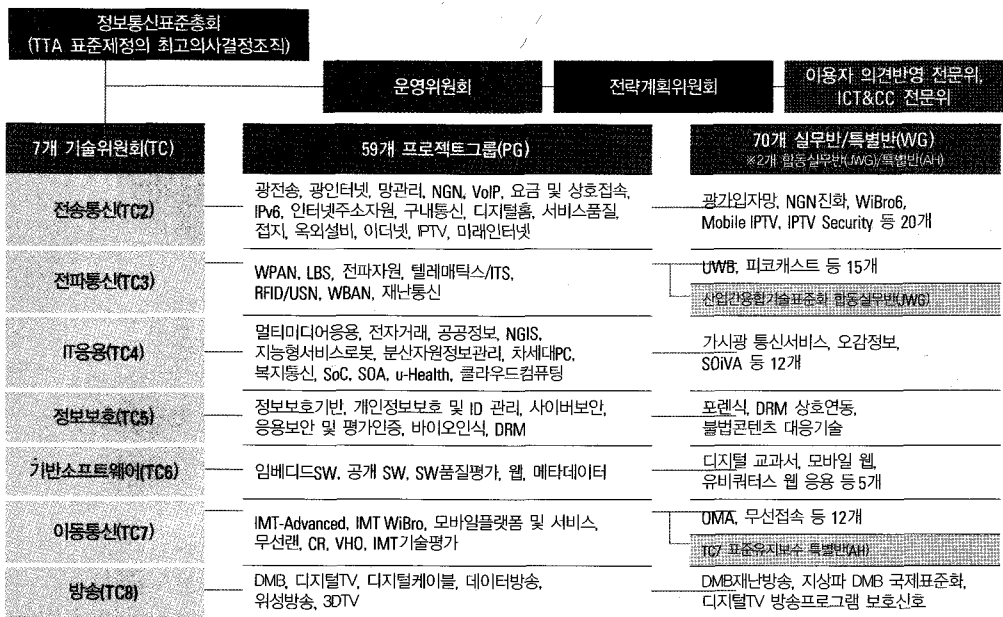 정보통신표준총회
(TTA 표준제정의 최고의사결정조직)
운영위원회
전략계획위원회
이용자 의견반영 전문위,
ICT&CC 전문위
7개 기술위원회(TC)
59개 프로젝트그룹(PG)
70개 실무반/특별반(WG)
※2개 합동실무반(JWG)/특별반(AH)
전송통신(TC2)
광전송, 광인터넷, 망관리, NGN, VoIP, 요금 및 상호접속,
IPv6, 인터넷주소자원, 구내통신, 디지털홈, 서비스품질,
접지, 옥외설비, 이더넷, IPTV, 미래인터넷
광가입자망, NGN진화, WiBro6,
Mobile IPTV, IPTV Security 등 20개
전파통신(TC3)
WPAN, LBS, 전파자원, 텔레매틱스/ITS,
RFID/USN, WBAN, 재난통신
UWB, 피코캐스트 등 15개
산업간융합기술표준화 합동실무반(JWG)
IT응용(TC4)
멀티미디어응용, 전자거래, 공공정보, NGIS,
지능형서비스로봇, 분산자원정보관리, 차세대PC,
복지통신, SoC, SOA, u-Health, 클라우드컴퓨팅
가시광 통신서비스, 오감정보,
SOiVA 등 12개
정보보호(TC5)
정보보호기반, 개인정보보호 및 ID 관리, 사이버보안,
응용보안 및 평가인증, 바이오인식, DRM
포렌식, DRM 상호연동,
불법콘텐츠 대응기술
기반소프트웨어(TC6)
임베디드SW, 공개 SW, SW품질평가, 웹, 메타데이터
디지털 교과서, 모바일 웹,
유비쿼터스 웹 응용 등5개
이동통신(TC7)
IMT-Advanced, IMT WiBro, 모바일플랫폼 및 서비스,
무선랜, CR, VHO, IMT기술평가
OMA, 무선접속 등 12개
TC7 표준유지보수 특별반(AH)
방송(TC8)
DMB, 디지털TV, 디지털케이블, 데이터방송,
위성방송, 3DTV
DMB재난방송, 지상파 DMB 국제표준화,
디지털TV 방송프로그램 보호신호